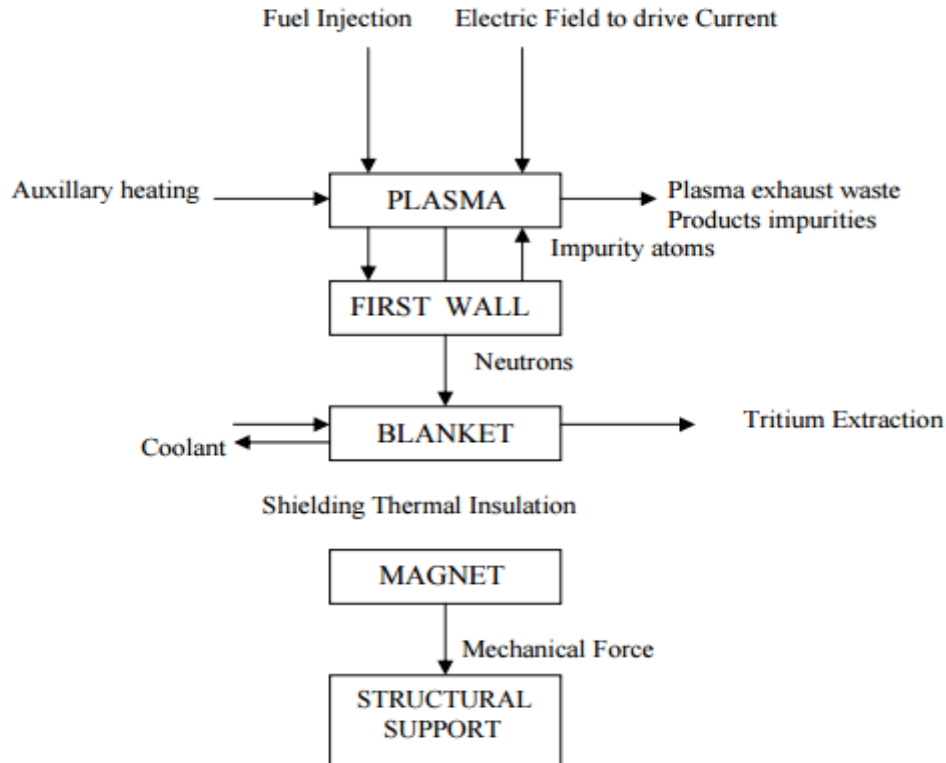 Fuel Injection
Electric Field to drive Current
Auxillary heating
PLASMA
Plasma exhaust waste
Products impurities
Impurity atoms
FIRST WALL
Neutrons
BLANKET
Tritium Extraction
Coolant
Shielding Thermal Insulation
MAGNET
Mechanical Force
STRUCTURAL
SUPPORT